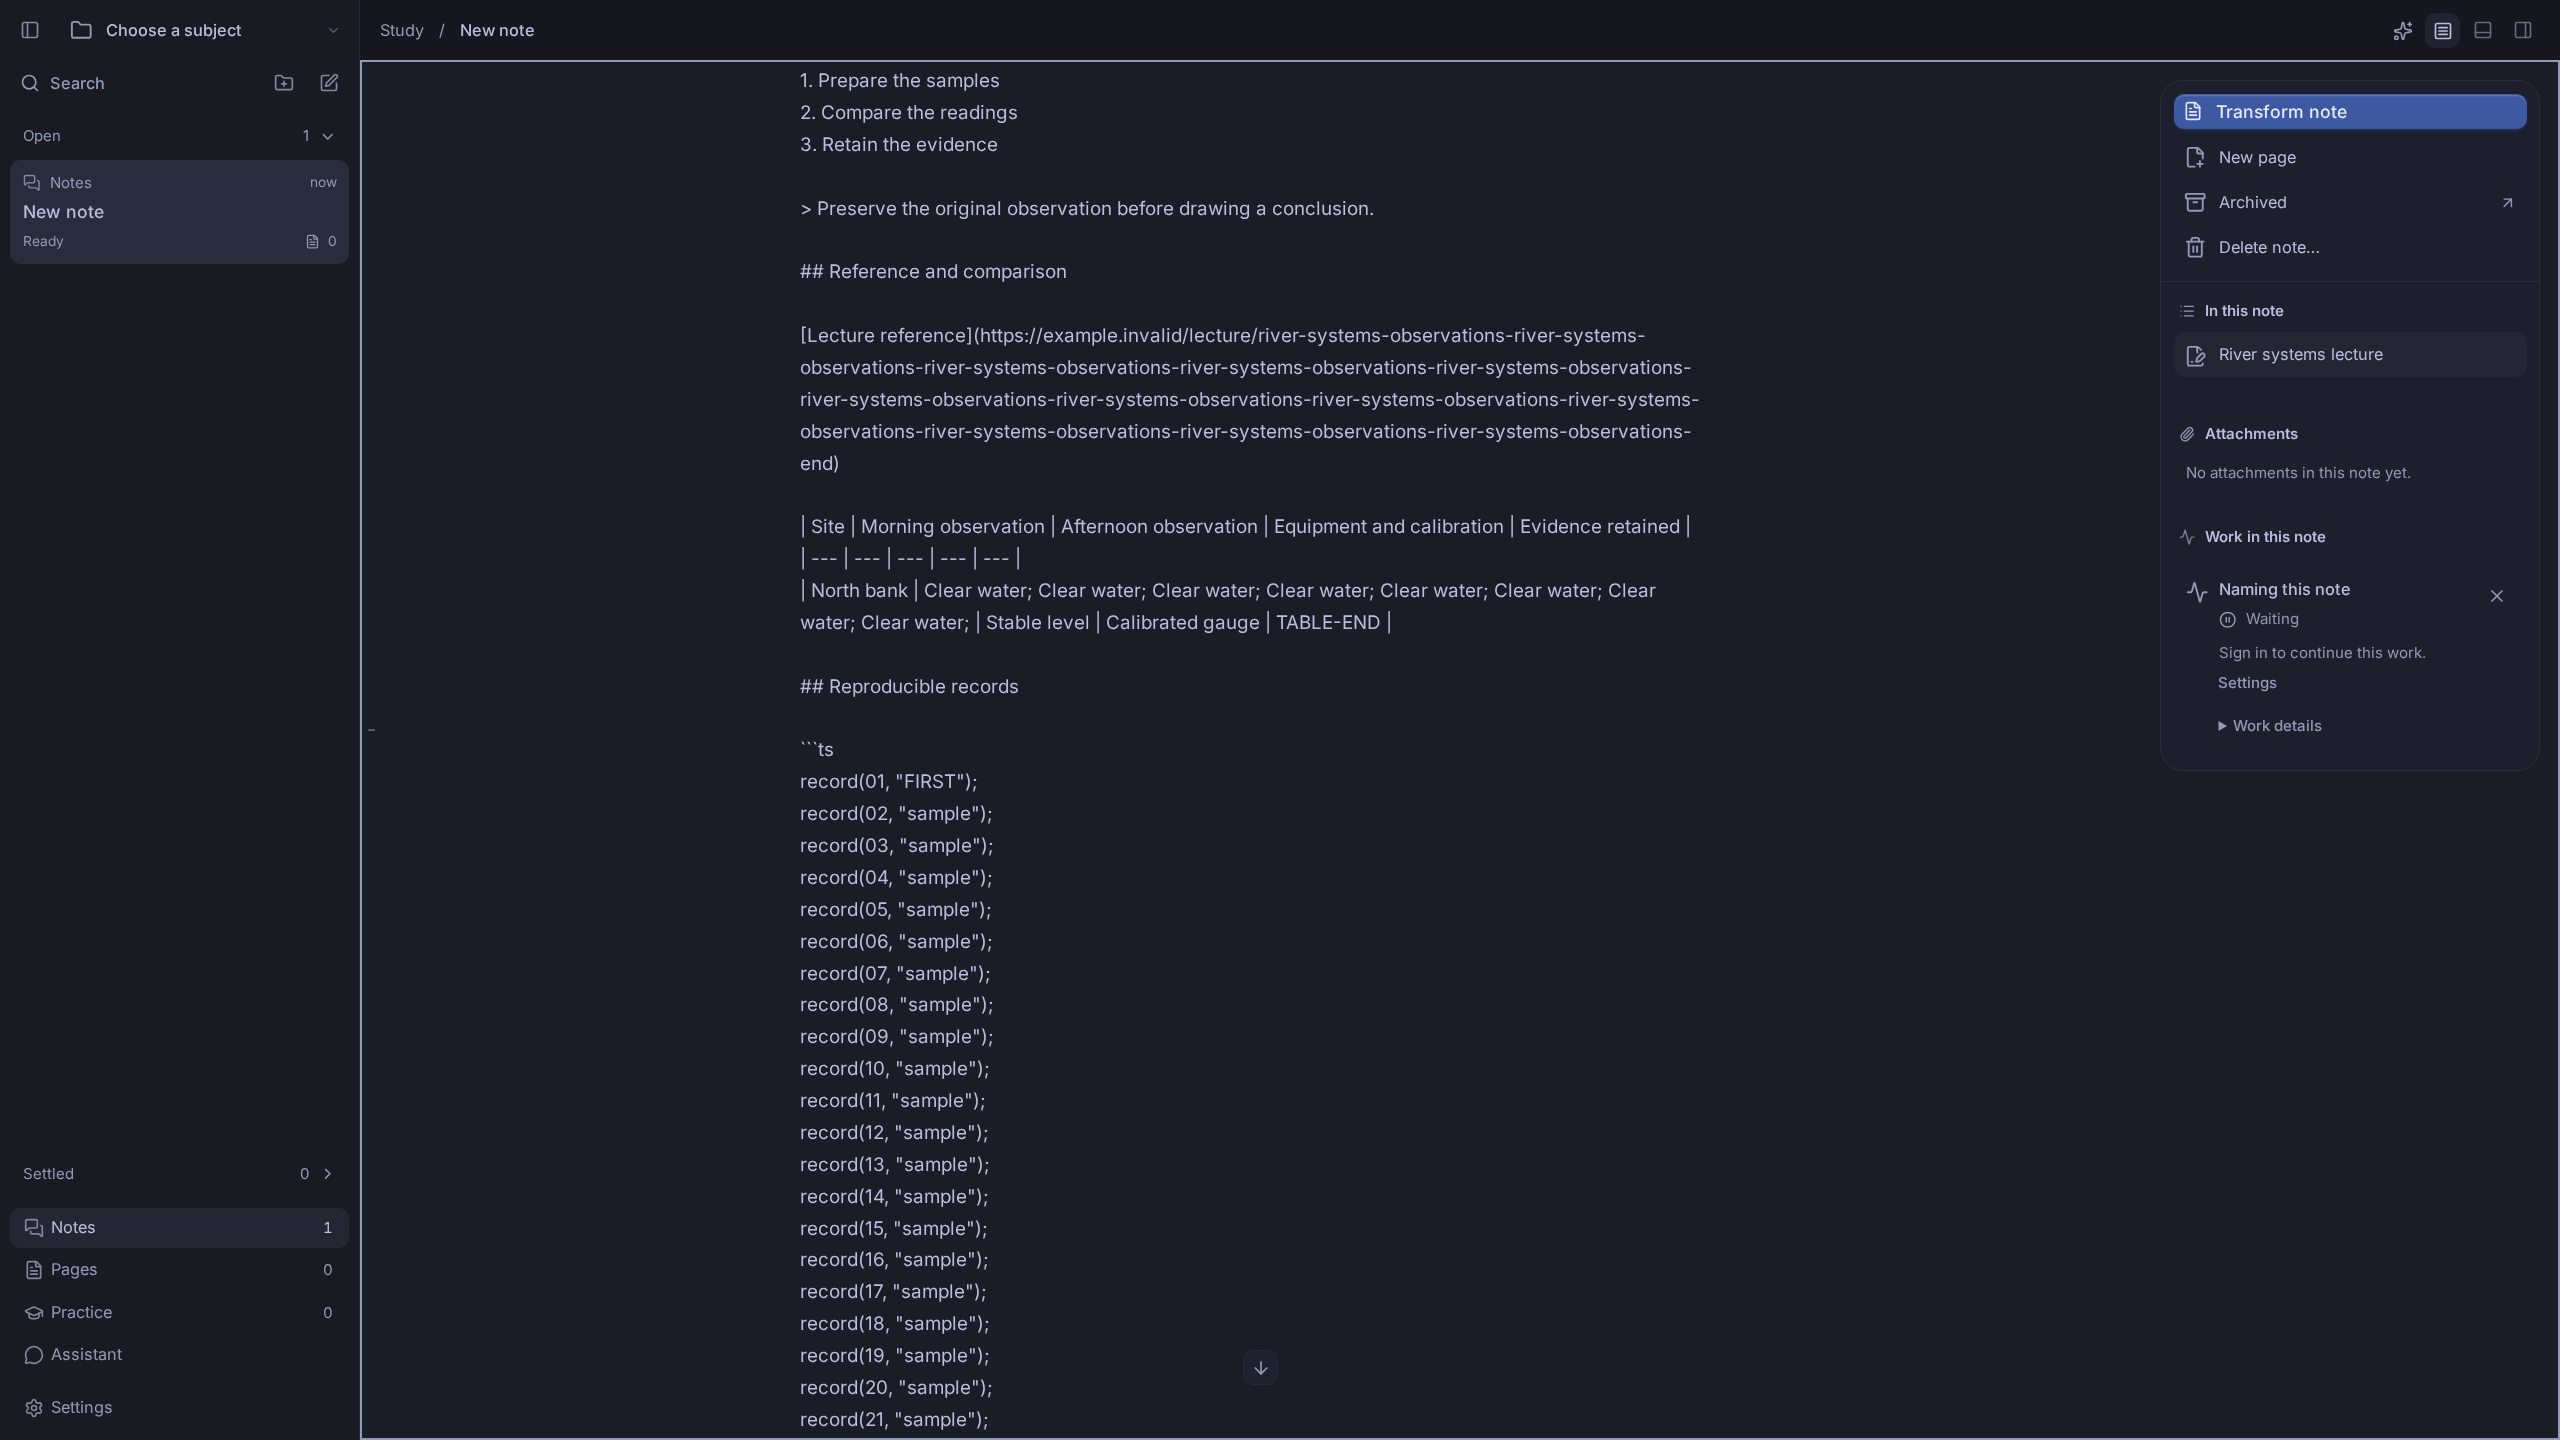 Choose a subject
Search
Open 1
Notes now
New note
Ready 0
Settled 0
Notes 1
Pages 0
Practice 0
Assistant
Settings
Study / New note
1. Prepare the samples
2. Compare the readings
3. Retain the evidence
> Preserve the original observation before drawing a conclusion.
## Reference and comparison
[Lecture reference](https://example.invalid/lecture/river-systems-observations-river-systems-
observations-river-systems-observations-river-systems-observations-river-systems-observations-
river-systems-observations-river-systems-observations-river-systems-observations-river-systems-
observations-river-systems-observations-river-systems-observations-river-systems-observations-
end)
| Site | Morning observation | Afternoon observation | Equipment and calibration | Evidence retained |
| --- | --- | --- | --- | --- |
| North bank | Clear water; Clear water; Clear water; Clear water; Clear water; Clear water; Clear
water; Clear water; | Stable level | Calibrated gauge | TABLE-END |
## Reproducible records
```ts
record(01, "FIRST");
record(02, "sample");
record(03, "sample");
record(04, "sample");
record(05, "sample");
record(06, "sample");
record(07, "sample");
record(08, "sample");
record(09, "sample");
record(10, "sample");
record(11, "sample");
record(12, "sample");
record(13, "sample");
record(14, "sample");
record(15, "sample");
record(16, "sample");
record(17, "sample");
record(18, "sample");
record(19, "sample");
record(20, "sample");
record(21, "sample");
Transform note
New page
Archived
Delete note...
In this note
River systems lecture
Attachments
No attachments in this note yet.
Work in this note
Naming this note
Waiting
Sign in to continue this work.
Settings
Work details